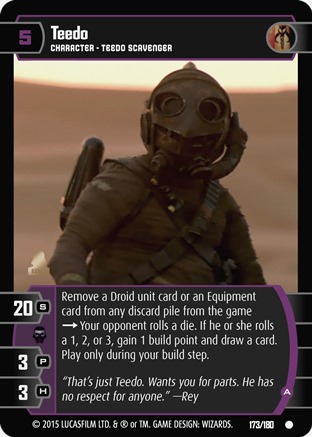 5
Teedo
CHARACTER - TEEDO SCAVENGER
20 S
3 P
3 H
Remove a Droid unit card or an Equipment
card from any discard pile from the game
→ Your opponent rolls a die. If he or she rolls
a 1, 2, or 3, gain 1 build point and draw a card.
Play only during your build step.
“That’s just Teedo. Wants you for parts. He has
no respect for anyone.” —Rey
A
© 2015 LUCASFILM LTD. & ® or TM. GAME DESIGN: WIZARDS.
173/180